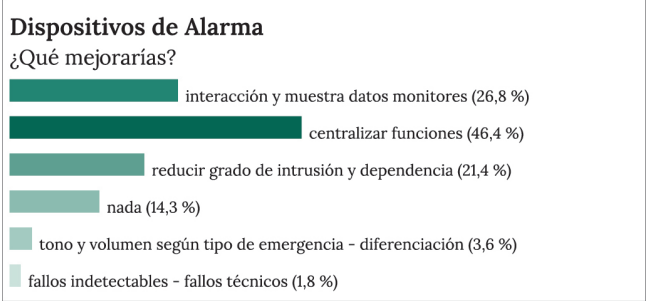 Dispositivos de Alarma
¿Qué mejorarías?
interacción y muestra datos monitores (26,8 %)
centralizar funciones (46,4 %)
reducir grado de intrusión y dependencia (21,4 %)
nada (14,3 %)
tono y volumen según tipo de emergencia - diferenciación (3,6 %)
fallos indetectables - fallos técnicos (1,8 %)